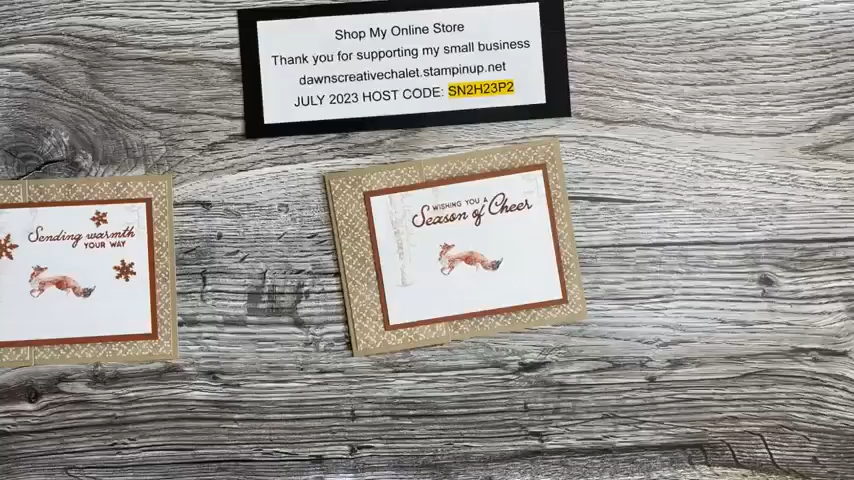 Shop My Online Store
Thank you for supporting my small business
dawnscreativechalet.stampinup.net
JULY 2023 HOST CODE: SN2H23P2
WISHING YOU A
Season of Cheer
Sending warmth
YOUR WAY